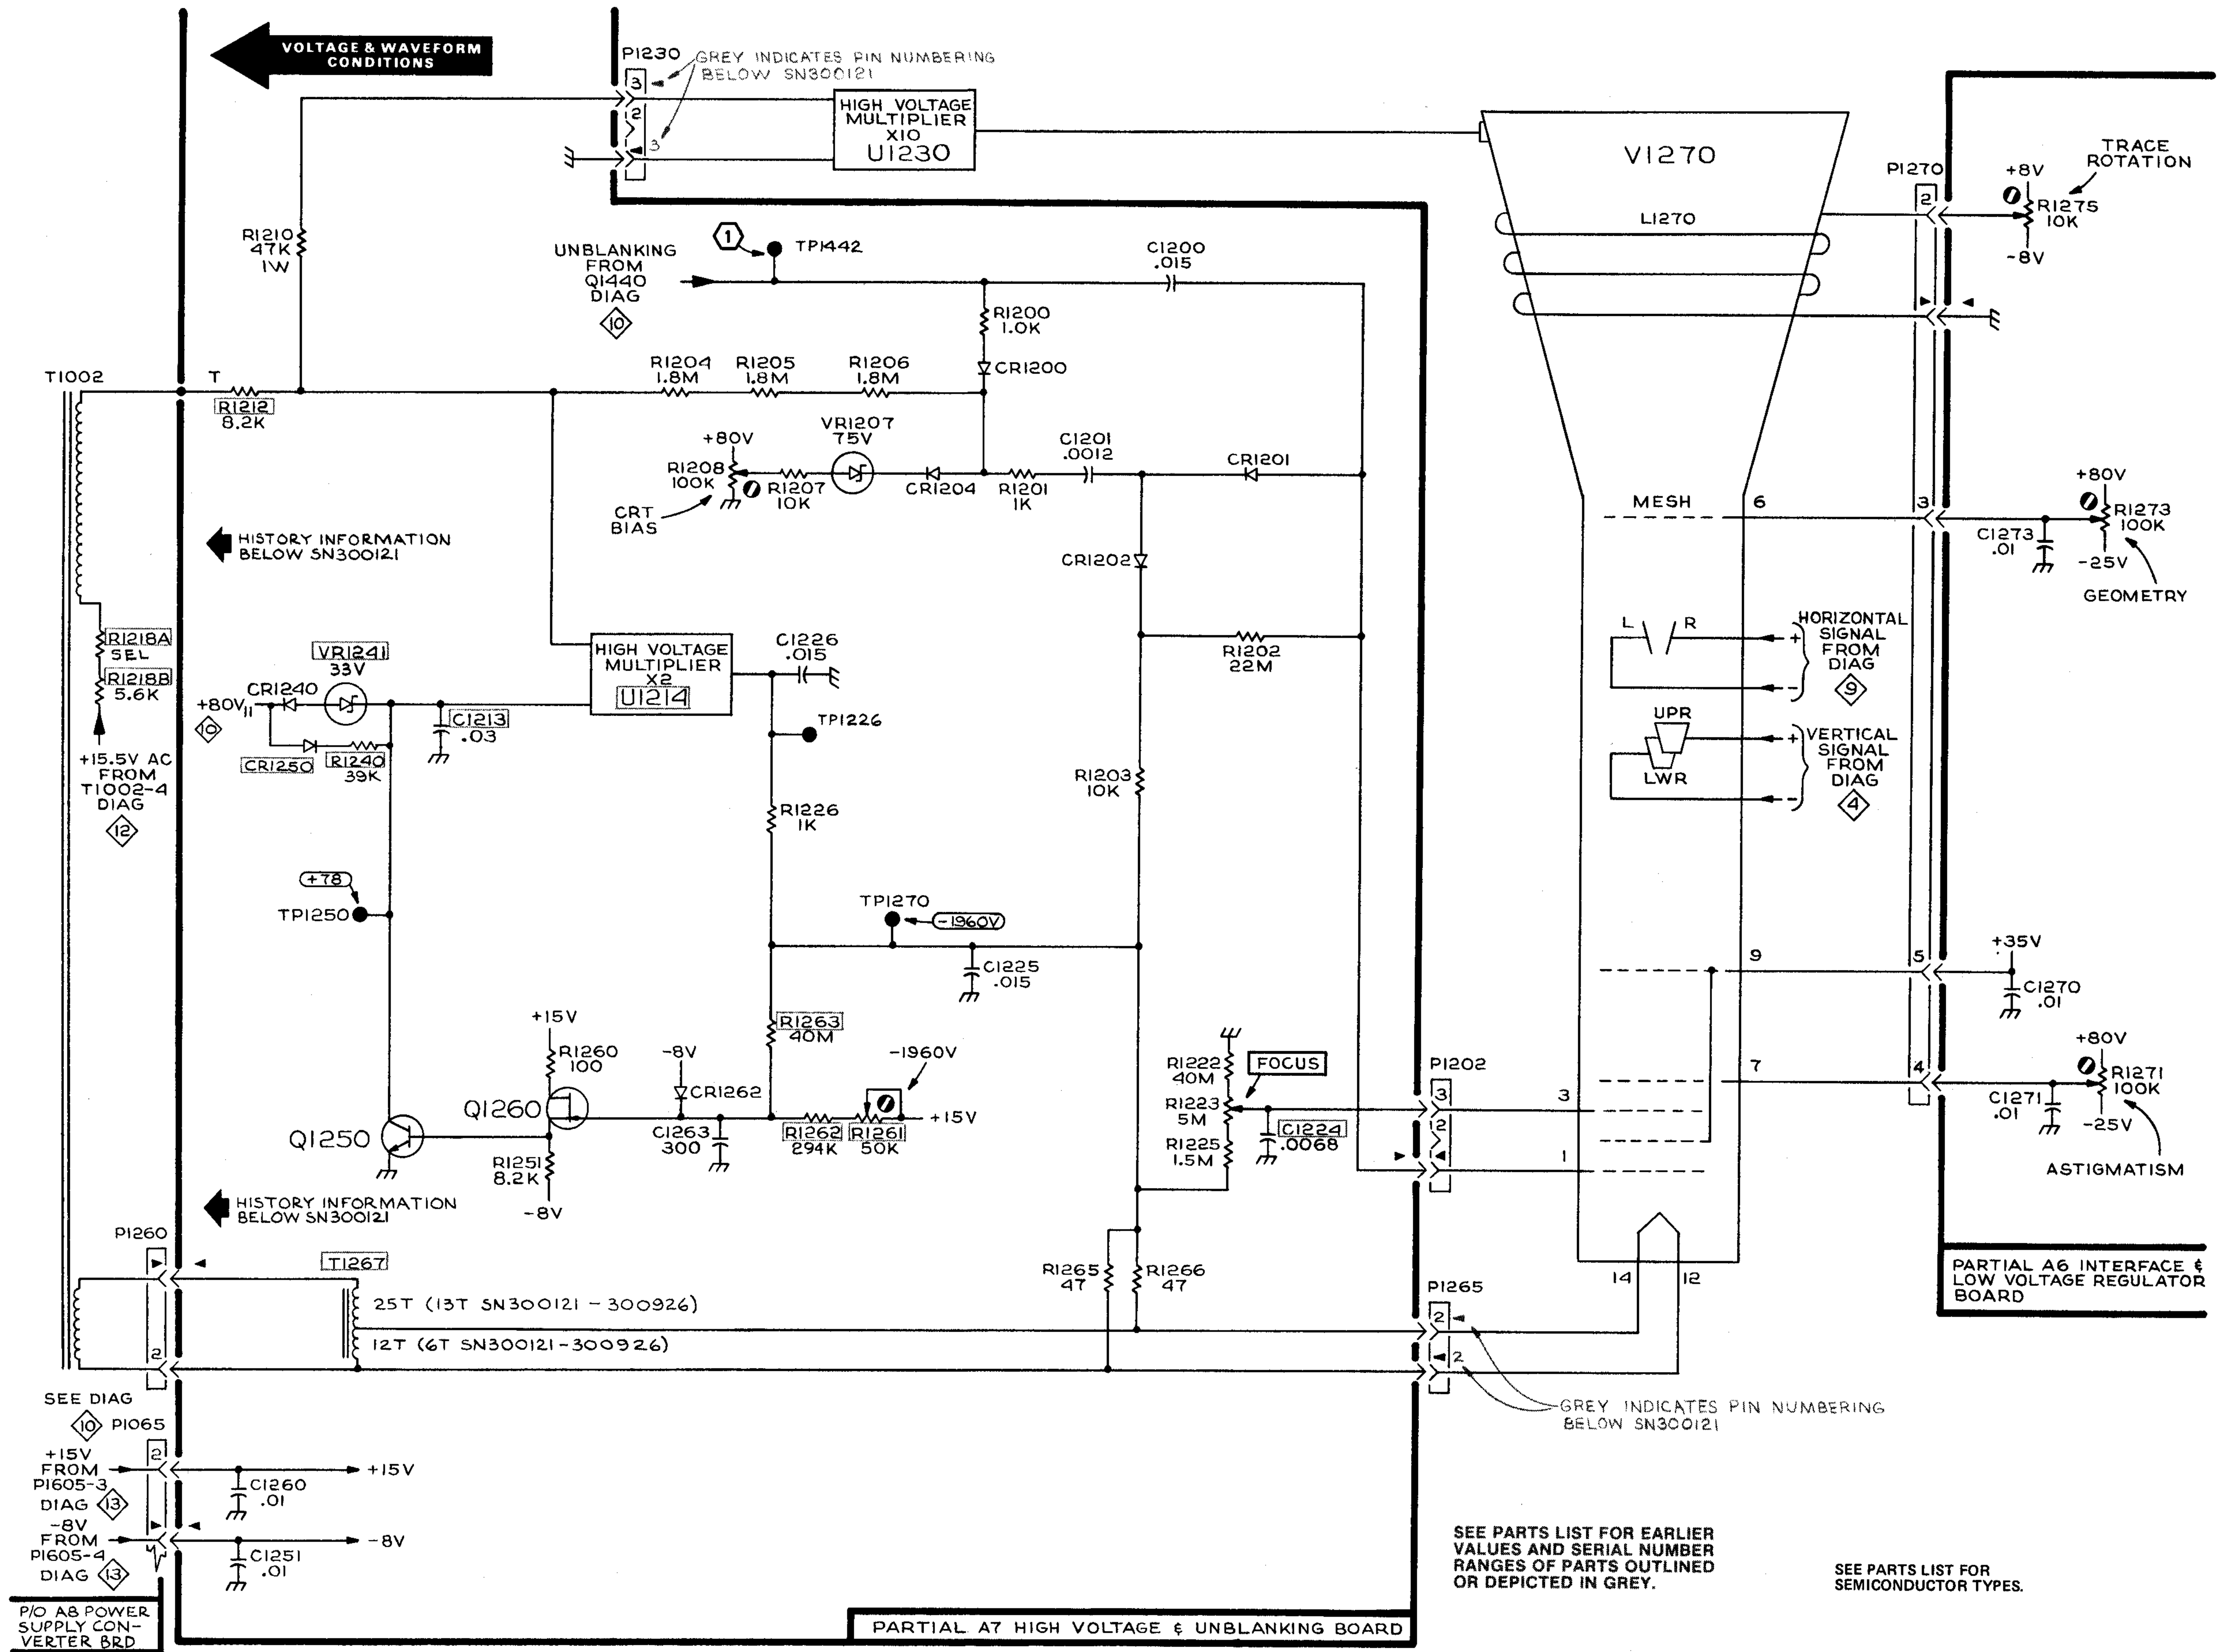 VOLTAGE & WAVEFORM
CONDITIONS
P1230
GREY INDICATES PIN NUMBERING
BELOW SN300121
3
2
3
HIGH VOLTAGE
MULTIPLIER
X10
U1230
V1270
TRACE
ROTATION
P1270
+8V
2
R1275
10K
-8V
L1270
R1210
47K
1W
UNBLANKING
FROM
Q1440
DIAG
10
1
TP1442
C1200
.015
R1200
1.0K
CR1200
T1002
T
R1212
8.2K
R1204
1.8M
R1205
1.8M
R1206
1.8M
VR1207
75V
+80V
R1208
100K
R1207
10K
CR1204
R1201
1K
C1201
.0012
CR1201
CRT
BIAS
CR1202
MESH
6
3
+80V
R1273
100K
C1273
.01
-25V
GEOMETRY
HISTORY INFORMATION
BELOW SN300121
R1218A
SEL
R1218B
5.6K
+15.5V AC
FROM
T1002-4
DIAG
12
VR1241
33V
CR1240
+80V11
10
CR1250
R1240
39K
C1213
.03
HIGH VOLTAGE
MULTIPLIER
X2
U1214
C1226
.015
TP1226
R1202
22M
L
R
+
-
HORIZONTAL
SIGNAL
FROM
DIAG
9
UPR
LWR
+
-
VERTICAL
SIGNAL
FROM
DIAG
4
R1226
1K
R1203
10K
+78
TP1250
TP1270
-1960V
C1225
.015
9
5
+35V
C1270
.01
+15V
R1260
100
-8V
CR1262
R1263
40M
-1960V
+15V
Q1260
Q1250
R1251
8.2K
-8V
C1263
300
R1262
294K
R1261
50K
R1222
40M
FOCUS
R1223
5M
R1225
1.5M
C1224
.0068
P1202
3
2
3
1
7
4
+80V
R1271
100K
C1271
.01
-25V
ASTIGMATISM
HISTORY INFORMATION
BELOW SN300121
P1260
2
T1267
25T (13T SN300121-300926)
12T (6T SN300121-300926)
R1265
47
R1266
47
P1265
2
2
14
12
PARTIAL A6 INTERFACE &
LOW VOLTAGE REGULATOR
BOARD
GREY INDICATES PIN NUMBERING
BELOW SN300121
SEE DIAG
10
P1065
2
+15V
FROM
P1605-3
DIAG 13
C1260
.01
+15V
-8V
FROM
P1605-4
DIAG 13
C1251
.01
-8V
P/O A8 POWER
SUPPLY CON-
VERTER BRD
PARTIAL A7 HIGH VOLTAGE & UNBLANKING BOARD
SEE PARTS LIST FOR EARLIER
VALUES AND SERIAL NUMBER
RANGES OF PARTS OUTLINED
OR DEPICTED IN GREY.
SEE PARTS LIST FOR
SEMICONDUCTOR TYPES.